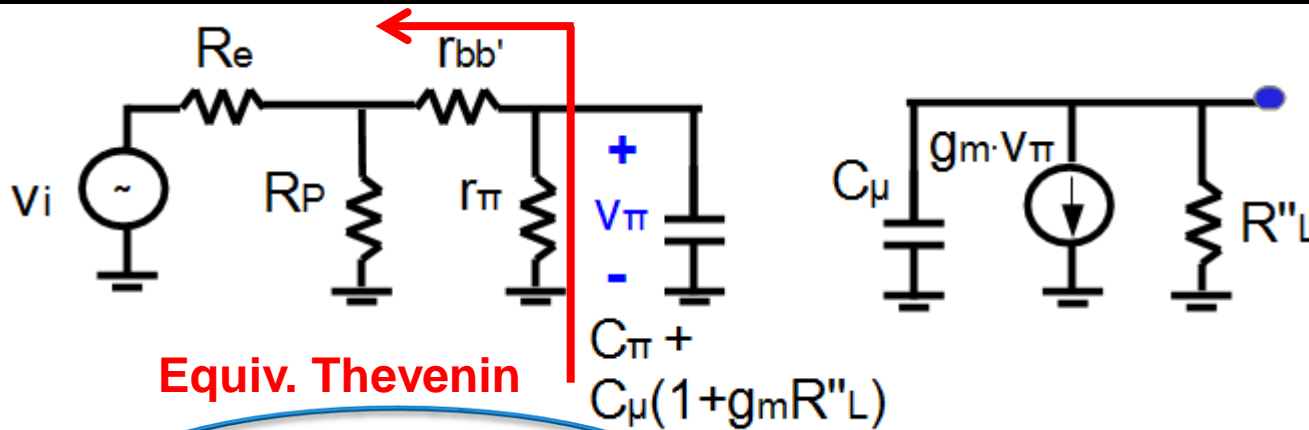 Re
rbb'
+
gm·vπ
Cμ
vi
~
RP
rπ
vπ
R"L
-
Cπ +
Equiv. Thevenin
Cμ(1+gmR"L)